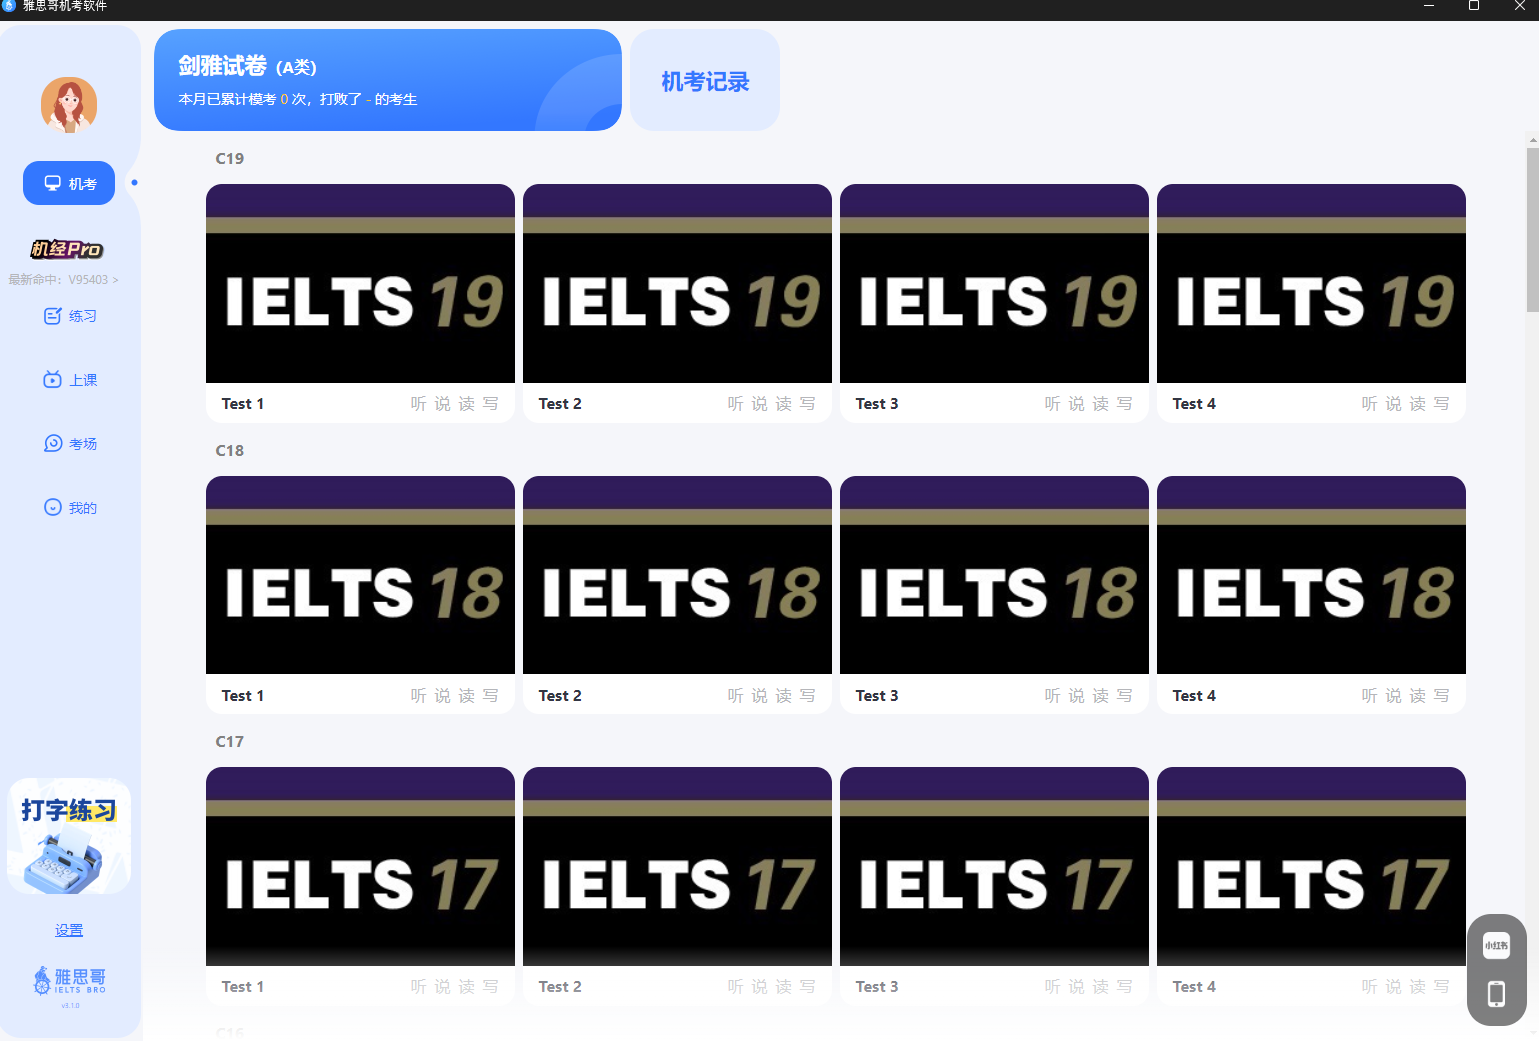 雅思哥机考软件
剑雅试卷 (A类)
本月已累计模考 0 次，打败了 - 的考生
机考记录
机考
机经Pro
最新命中：V95403 >
练习
上课
考场
我的
打字练习
设置
雅思哥
IELTS BRO
v3.1.0
C19
IELTS 19
IELTS 19
IELTS 19
IELTS 19
Test 1 听 说 读 写
Test 2 听 说 读 写
Test 3 听 说 读 写
Test 4 听 说 读 写
C18
IELTS 18
IELTS 18
IELTS 18
IELTS 18
Test 1 听 说 读 写
Test 2 听 说 读 写
Test 3 听 说 读 写
Test 4 听 说 读 写
C17
IELTS 17
IELTS 17
IELTS 17
IELTS 17
Test 1 听 说 读 写
Test 2 听 说 读 写
Test 3 听 说 读 写
Test 4 听 说 读 写
C16
小红书